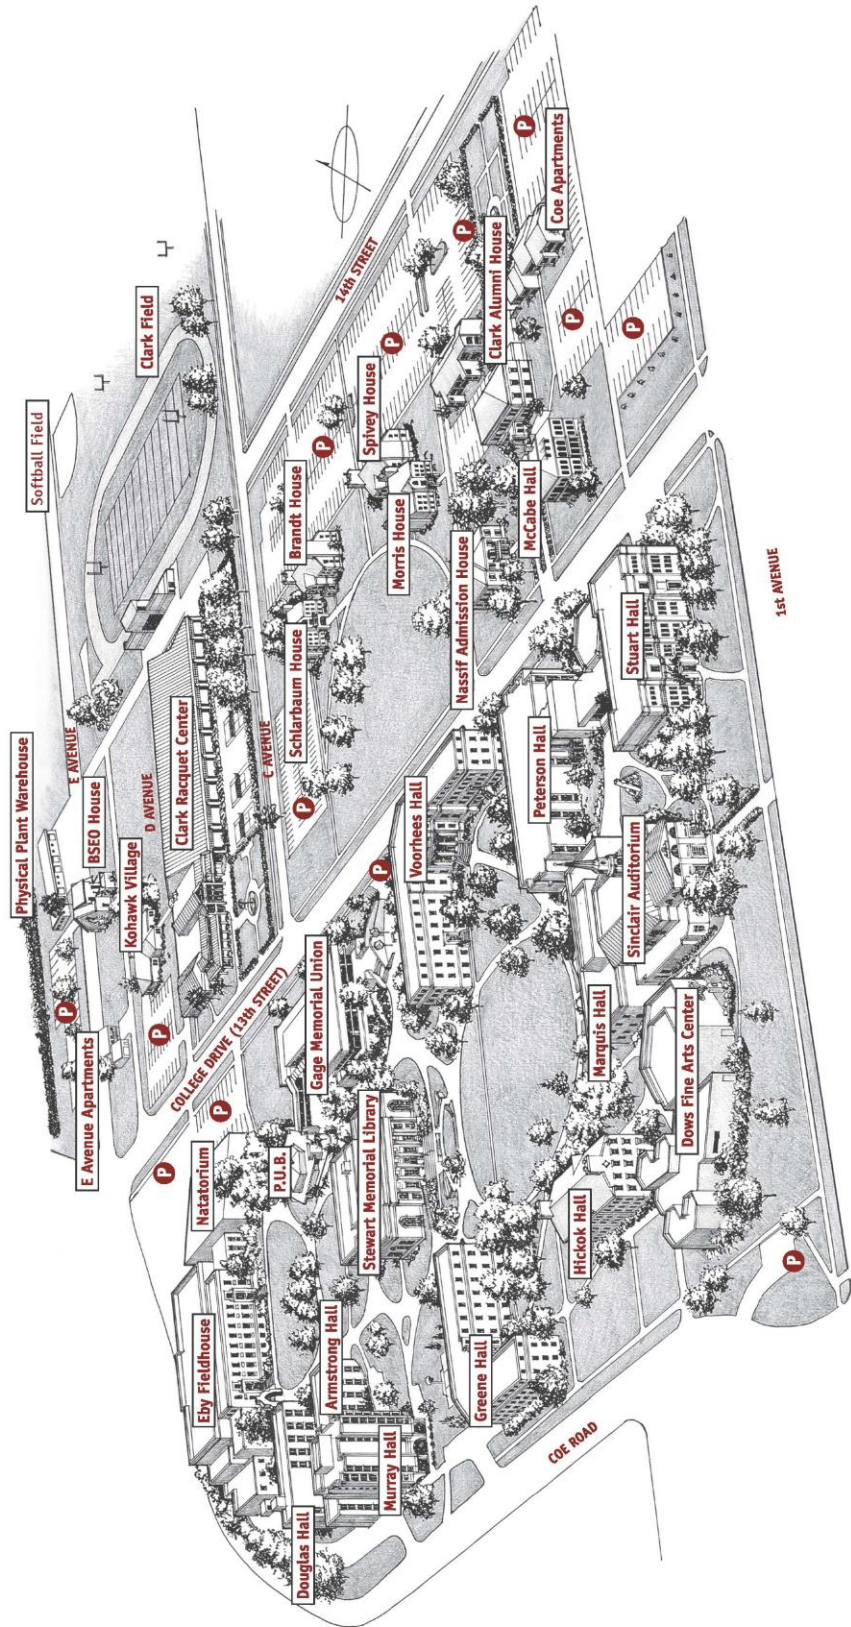 Softball Field
Clark Field
14th STREET
Physical Plant Warehouse
E AVENUE
BSEO House
D AVENUE
Kohawk Village
Clark Racquet Center
C AVENUE
P
E Avenue Apartments
P
COLLEGE DRIVE (13th STREET)
P
P
Natatorium
P.U.B.
Gage Memorial Union
Stewart Memorial Library
Eby Fieldhouse
Armstrong Hall
Douglas Hall
Murray Hall
Greene Hall
COE ROAD
Schlarbaum House
P
Brandt House
P
Spivey House
P
Morris House
P
Clark Alumni House
P
Coe Apartments
P
P
Nassif Admission House
McCabe Hall
P
Voorhees Hall
Peterson Hall
Stuart Hall
Sinclair Auditorium
Marquis Hall
Dows Fine Arts Center
Hickok Hall
P
1st AVENUE